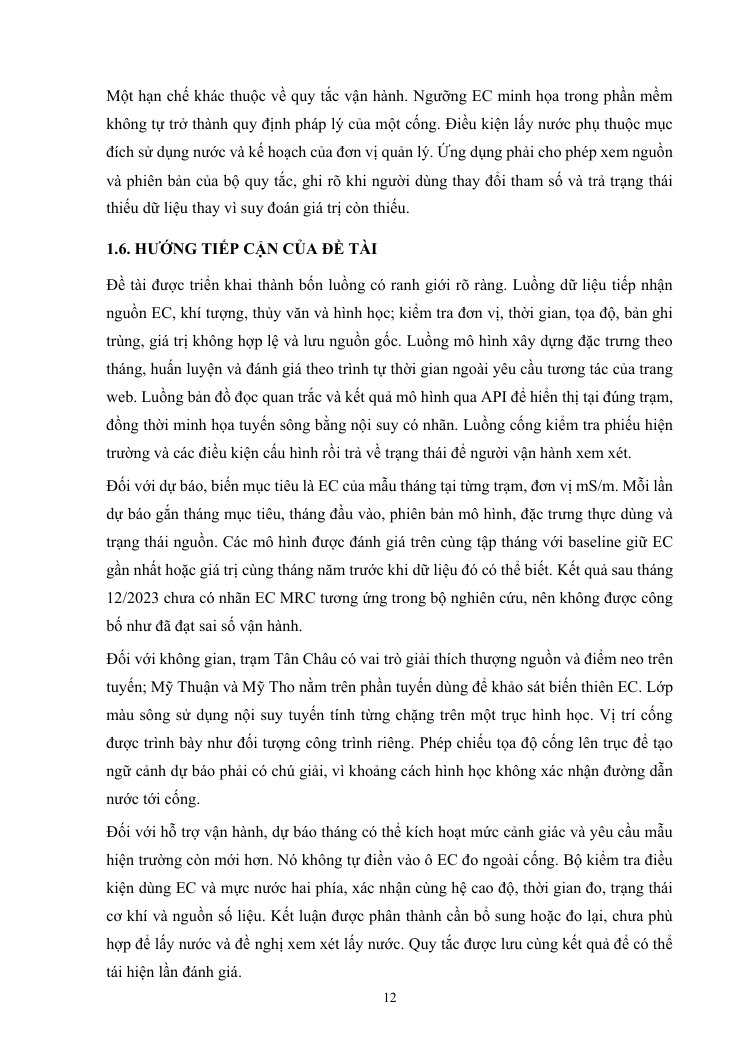 Một hạn chế khác thuộc về quy tắc vận hành. Ngưỡng EC minh họa trong phần mềm
không tự trở thành quy định pháp lý của một cống. Điều kiện lấy nước phụ thuộc mục
đích sử dụng nước và kế hoạch của đơn vị quản lý. Ứng dụng phải cho phép xem nguồn
và phiên bản của bộ quy tắc, ghi rõ khi người dùng thay đổi tham số và trả trạng thái
thiếu dữ liệu thay vì suy đoán giá trị còn thiếu.
1.6. HƯỚNG TIẾP CẬN CỦA ĐỀ TÀI
Đề tài được triển khai thành bốn luồng có ranh giới rõ ràng. Luồng dữ liệu tiếp nhận
nguồn EC, khí tượng, thủy văn và hình học; kiểm tra đơn vị, thời gian, tọa độ, bản ghi
trùng, giá trị không hợp lệ và lưu nguồn gốc. Luồng mô hình xây dựng đặc trưng theo
tháng, huấn luyện và đánh giá theo trình tự thời gian ngoài yêu cầu tương tác của trang
web. Luồng bản đồ đọc quan trắc và kết quả mô hình qua API để hiển thị tại đúng trạm,
đồng thời minh họa tuyến sông bằng nội suy có nhãn. Luồng cống kiểm tra phiếu hiện
trường và các điều kiện cấu hình rồi trả về trạng thái để người vận hành xem xét.
Đối với dự báo, biến mục tiêu là EC của mẫu tháng tại từng trạm, đơn vị mS/m. Mỗi lần
dự báo gắn tháng mục tiêu, tháng đầu vào, phiên bản mô hình, đặc trưng thực dùng và
trạng thái nguồn. Các mô hình được đánh giá trên cùng tập tháng với baseline giữ EC
gần nhất hoặc giá trị cùng tháng năm trước khi dữ liệu đó có thể biết. Kết quả sau tháng
12/2023 chưa có nhãn EC MRC tương ứng trong bộ nghiên cứu, nên không được công
bố như đã đạt sai số vận hành.
Đối với không gian, trạm Tân Châu có vai trò giải thích thượng nguồn và điểm neo trên
tuyến; Mỹ Thuận và Mỹ Tho nằm trên phần tuyến dùng để khảo sát biến thiên EC. Lớp
màu sông sử dụng nội suy tuyến tính từng chặng trên một trục hình học. Vị trí cống
được trình bày như đối tượng công trình riêng. Phép chiếu tọa độ cống lên trục để tạo
ngữ cảnh dự báo phải có chú giải, vì khoảng cách hình học không xác nhận đường dẫn
nước tới cống.
Đối với hỗ trợ vận hành, dự báo tháng có thể kích hoạt mức cảnh giác và yêu cầu mẫu
hiện trường còn mới hơn. Nó không tự điền vào ô EC đo ngoài cống. Bộ kiểm tra điều
kiện dùng EC và mực nước hai phía, xác nhận cùng hệ cao độ, thời gian đo, trạng thái
cơ khí và nguồn số liệu. Kết luận được phân thành cần bổ sung hoặc đo lại, chưa phù
hợp để lấy nước và đề nghị xem xét lấy nước. Quy tắc được lưu cùng kết quả để có thể
tái hiện lần đánh giá.
12